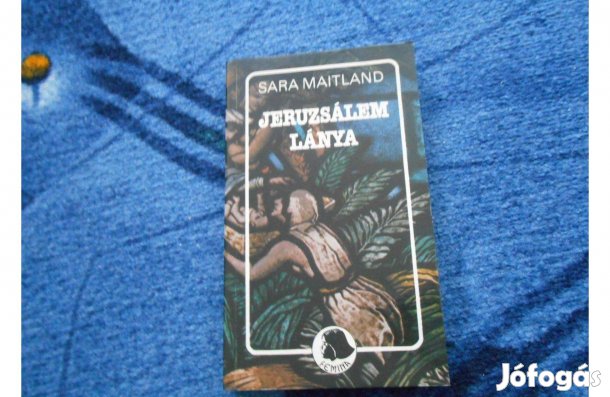 SARA MAITLAND
JERUZSÁLEM
LÁNYA
FEMINA
Jófogás